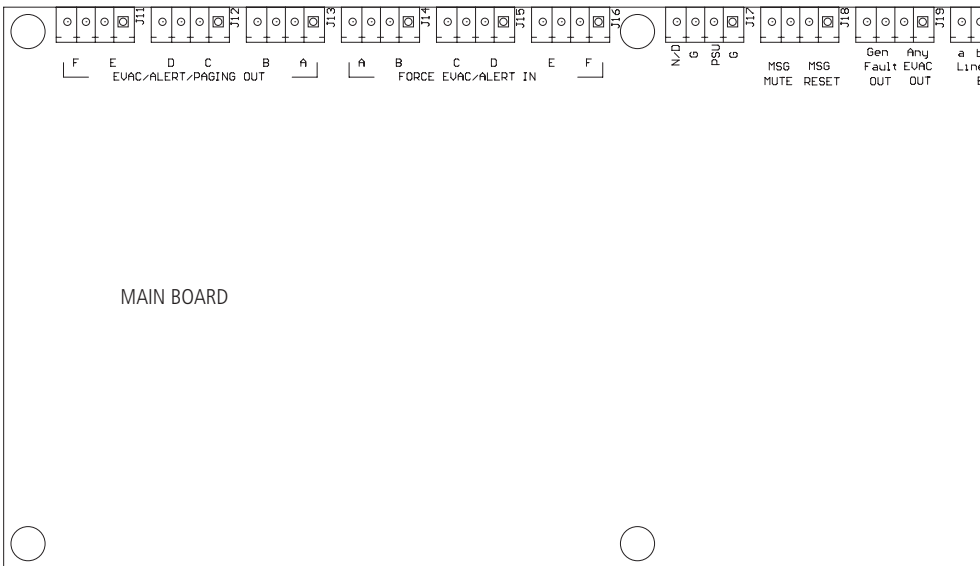 J11 J12 J13 J14 J15 J16 J17 J18 J19
F E D C B A
EVAC/ALERT/PAGING OUT
A B C D E F
FORCE EVAC/ALERT IN
N/D G PSU G
MSG MSG
MUTE RESET
Gen Any
Fault EVAC
OUT OUT
a b
Line
E
MAIN BOARD